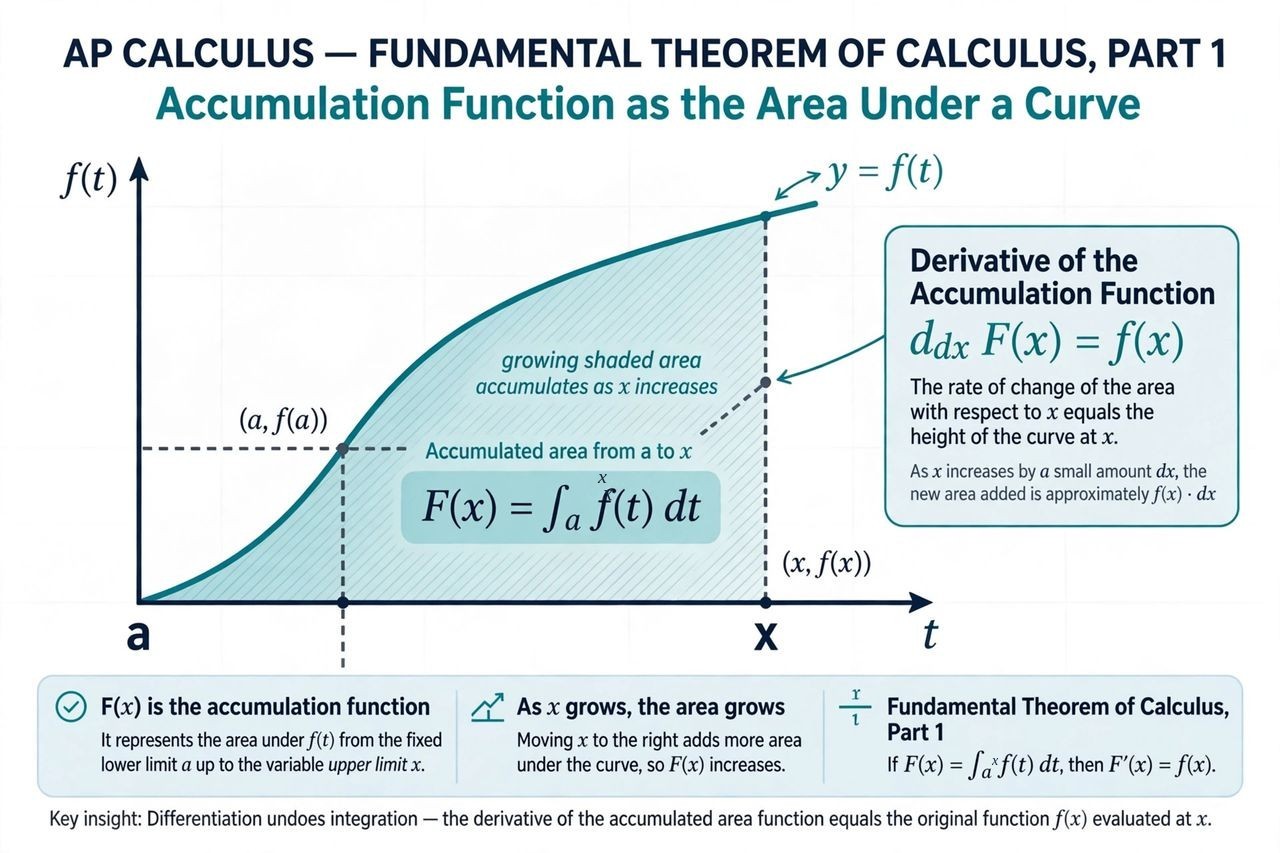 AP CALCULUS — FUNDAMENTAL THEOREM OF CALCULUS, PART 1
Accumulation Function as the Area Under a Curve
f(t)
y = f(t)
Derivative of the
Accumulation Function
d_dx F(x) = f(x)
The rate of change of the area
with respect to x equals the
height of the curve at x.
As x increases by a small amount dx, the
new area added is approximately f(x) · dx
growing shaded area
accumulates as x increases
(a, f(a))
Accumulated area from a to x
x
F(x) = ∫a f(t) dt
(x, f(x))
a
x
t
F(x) is the accumulation function
It represents the area under f(t) from the fixed
lower limit a up to the variable upper limit x.
As x grows, the area grows
Moving x to the right adds more area
under the curve, so F(x) increases.
r
ι
Fundamental Theorem of Calculus,
Part 1
If F(x) = ∫ₐˣ f(t) dt, then F′(x) = f(x).
Key insight: Differentiation undoes integration — the derivative of the accumulated area function equals the original function f(x) evaluated at x.